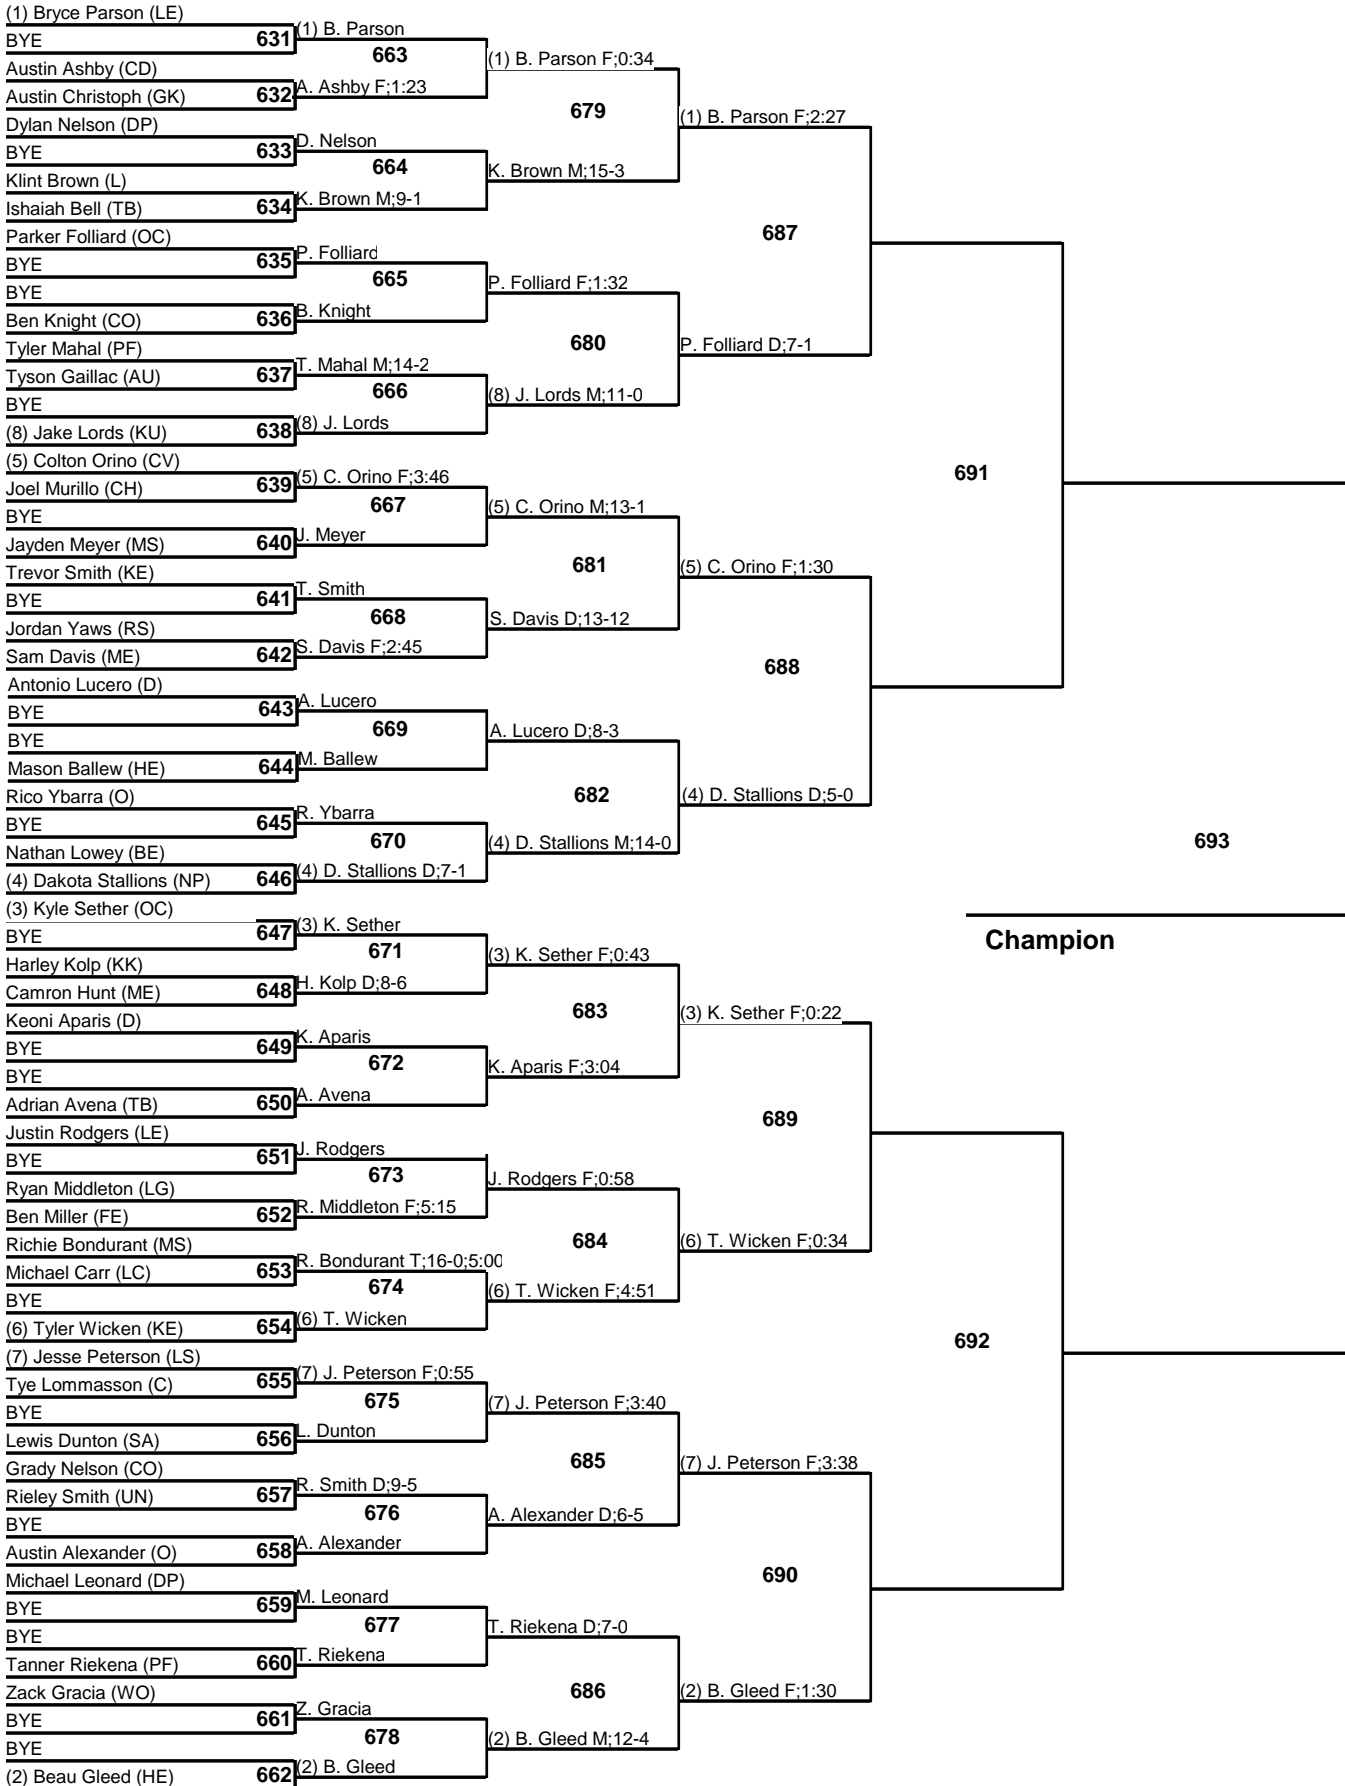 (1) Bryce Parson (LE)
BYE
631
Austin Ashby (CD)
Austin Christoph (GK)
632
Dylan Nelson (DP)
BYE
633
Klint Brown (L)
Ishaiah Bell (TB)
634
Parker Folliard (OC)
BYE
635
BYE
Ben Knight (CO)
636
Tyler Mahal (PF)
Tyson Gaillac (AU)
637
BYE
(8) Jake Lords (KU)
638
(5) Colton Orino (CV)
Joel Murillo (CH)
639
BYE
Jayden Meyer (MS)
640
Trevor Smith (KE)
BYE
641
Jordan Yaws (RS)
Sam Davis (ME)
642
Antonio Lucero (D)
BYE
643
BYE
Mason Ballew (HE)
644
Rico Ybarra (O)
BYE
645
Nathan Lowey (BE)
(4) Dakota Stallions (NP)
646
(3) Kyle Sether (OC)
BYE
647
Harley Kolp (KK)
Camron Hunt (ME)
648
Keoni Aparis (D)
BYE
649
BYE
Adrian Avena (TB)
650
Justin Rodgers (LE)
BYE
651
Ryan Middleton (LG)
Ben Miller (FE)
652
Richie Bondurant (MS)
Michael Carr (LC)
653
BYE
(6) Tyler Wicken (KE)
654
(7) Jesse Peterson (LS)
Tye Lommasson (C)
655
BYE
Lewis Dunton (SA)
656
Grady Nelson (CO)
Rieley Smith (UN)
657
BYE
Austin Alexander (O)
658
Michael Leonard (DP)
BYE
659
BYE
Tanner Riekena (PF)
660
Zack Gracia (WO)
BYE
661
BYE
(2) Beau Gleed (HE)
662
(1) B. Parson
663
A. Ashby F;1:23
D. Nelson
664
K. Brown M;9-1
P. Folliard
665
B. Knight
T. Mahal M;14-2
666
(8) J. Lords
(5) C. Orino F;3:46
667
J. Meyer
T. Smith
668
S. Davis F;2:45
A. Lucero
669
M. Ballew
R. Ybarra
670
(4) D. Stallions D;7-1
(3) K. Sether
671
H. Kolp D;8-6
K. Aparis
672
A. Avena
J. Rodgers
673
R. Middleton F;5:15
R. Bondurant T;16-0;5:00
674
(6) T. Wicken
(7) J. Peterson F;0:55
675
L. Dunton
R. Smith D;9-5
676
A. Alexander
M. Leonard
677
T. Riekena
Z. Gracia
678
(2) B. Gleed
(1) B. Parson F;0:34
679
K. Brown M;15-3
P. Folliard F;1:32
680
(8) J. Lords M;11-0
(5) C. Orino M;13-1
681
S. Davis D;13-12
A. Lucero D;8-3
682
(4) D. Stallions M;14-0
(3) K. Sether F;0:43
683
K. Aparis F;3:04
J. Rodgers F;0:58
684
(6) T. Wicken F;4:51
(7) J. Peterson F;3:40
685
A. Alexander D;6-5
T. Riekena D;7-0
686
(2) B. Gleed M;12-4
(1) B. Parson F;2:27
687
P. Folliard D;7-1
(5) C. Orino F;1:30
688
(4) D. Stallions D;5-0
(3) K. Sether F;0:22
689
(6) T. Wicken F;0:34
(7) J. Peterson F;3:38
690
(2) B. Gleed F;1:30
691
692
693
Champion